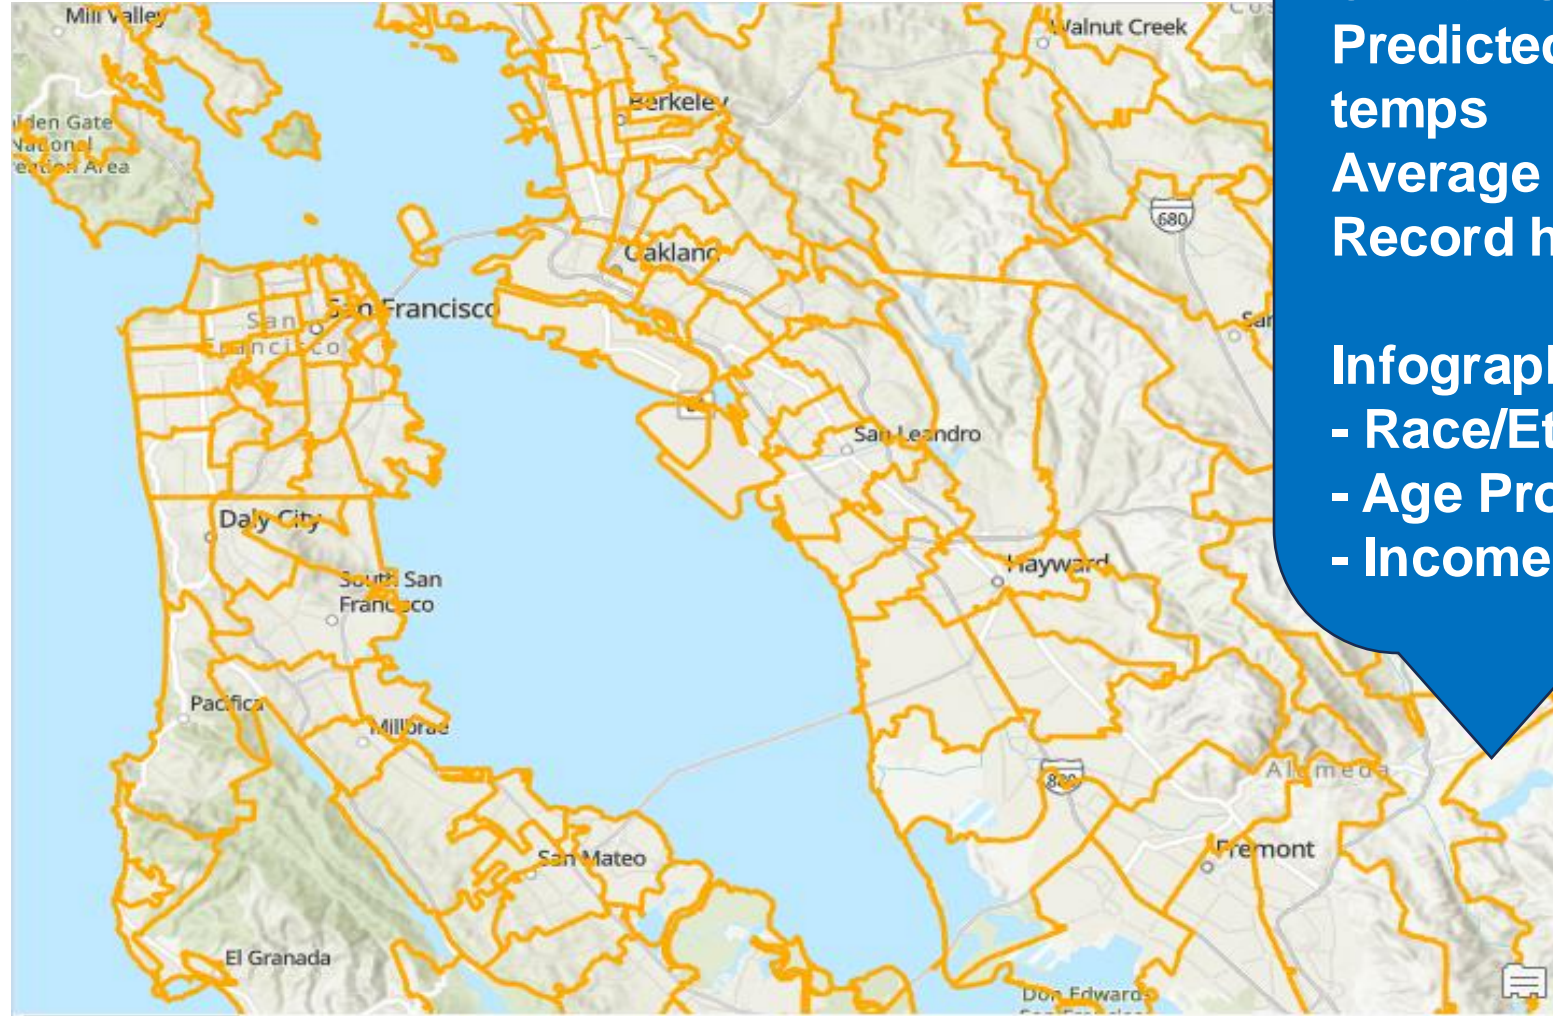 Mill Valley
Walnut Creek
Berkeley
Golden Gate
National
Area
680
Oakland
San Francisco
San
Francisco
San Leandro
Daly City
Hayward
South San
Francisco
Pacifica
Millbrae
880
Alameda
San Mateo
Fremont
El Granada
Don Edwards
Predicted
temps
Average
Record h
Infograph
- Race/Et
- Age Pro
- Income